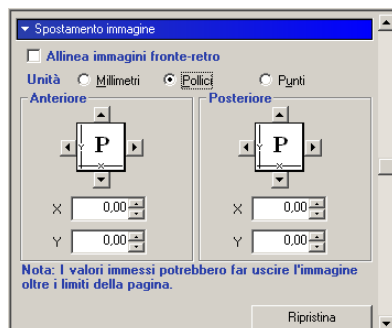 Spostamento immagine
Allinea immagini fronte-retro
Unità Millimetri Pollici Punti
Anteriore Posteriore
P P
Y Y
X X
X 0,00 X 0,00
Y 0,00 Y 0,00
Nota: I valori immessi potrebbero far uscire l'immagine
oltre i limiti della pagina.
Ripristina